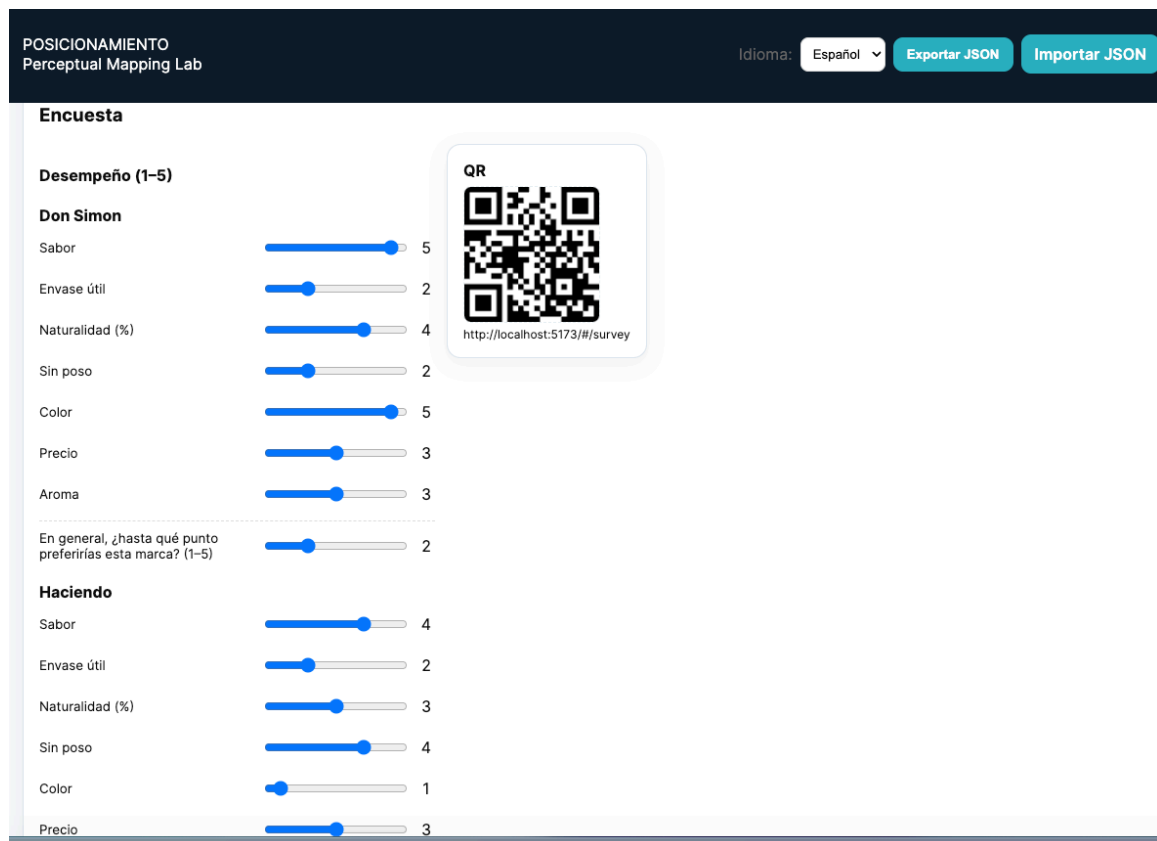 POSICIONAMIENTO
Perceptual Mapping Lab
Idioma: Español Exportar JSON Importar JSON
Encuesta
Desempeño (1–5)
QR
http://localhost:5173/#/survey
Don Simon
Sabor 5
Envase útil 2
Naturalidad (%) 4
Sin poso 2
Color 5
Precio 3
Aroma 3
En general, ¿hasta qué punto
preferirías esta marca? (1–5) 2
Haciendo
Sabor 4
Envase útil 2
Naturalidad (%) 3
Sin poso 4
Color 1
Precio 3